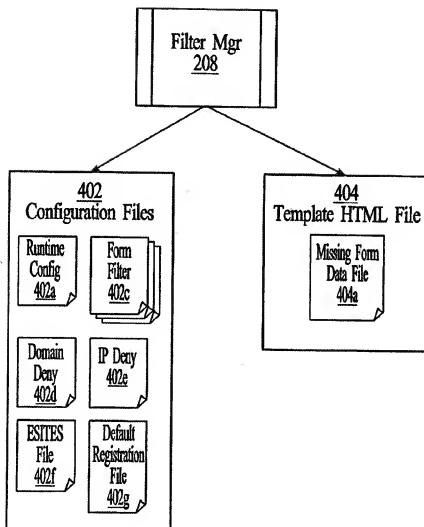 Filter Mgr
208
402
Configuration Files
Runtime
Config
402a
Form
Filter
402c
Domain
Deny
402d
IP Deny
402e
ESITES
File
402f
Default
Registration
File
402g
404
Template HTML File
Missing Form
Data File
404a